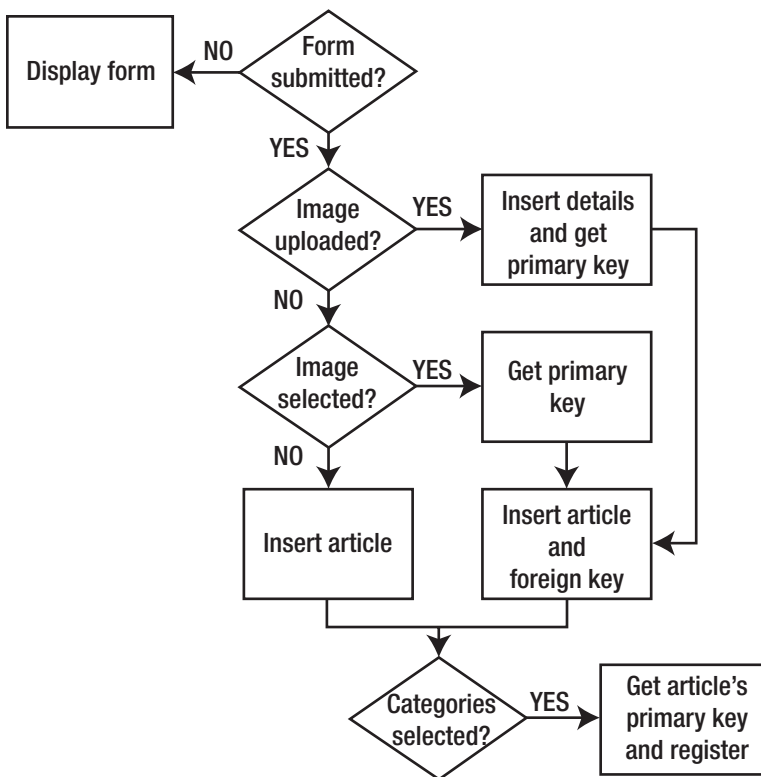 Form
submitted?
NO
Display form
YES
Image
uploaded?
YES
Insert details
and get
primary key
NO
Image
selected?
YES
Get primary
key
NO
Insert article
Insert article
and
foreign key
Categories
selected?
YES
Get article’s
primary key
and register